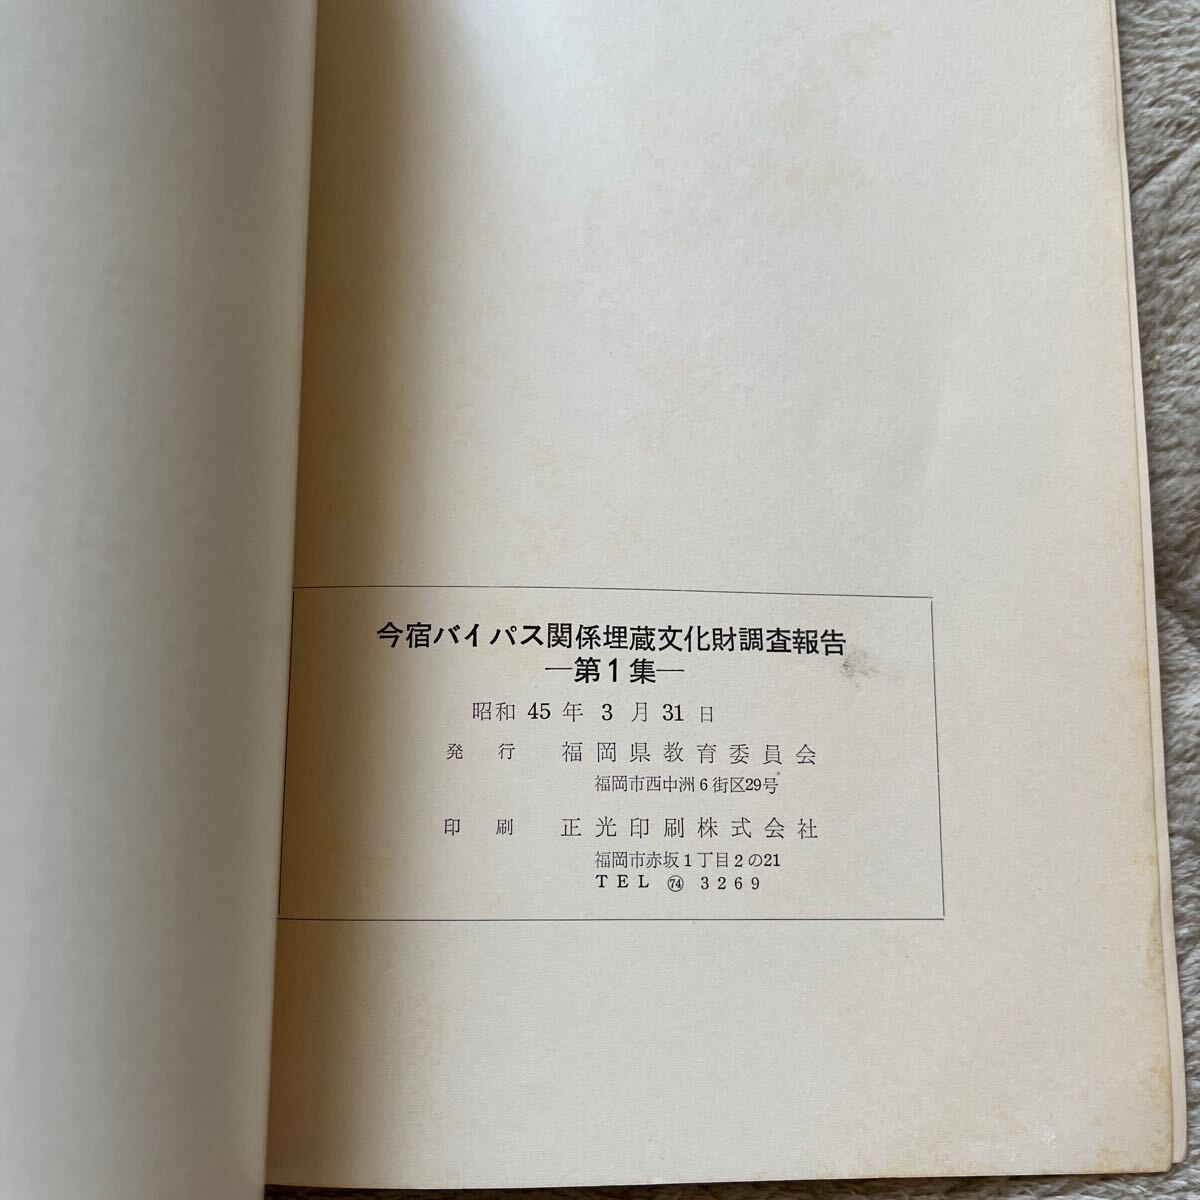 今宿バイパス関係埋蔵文化財調査報告
―第1集―
昭和 45 年 3 月 31 日
発行 福岡県教育委員会
福岡市西中洲6街区29号
印刷 正光印刷株式会社
福岡市赤坂1丁目2の21
TEL ㊼ 3269